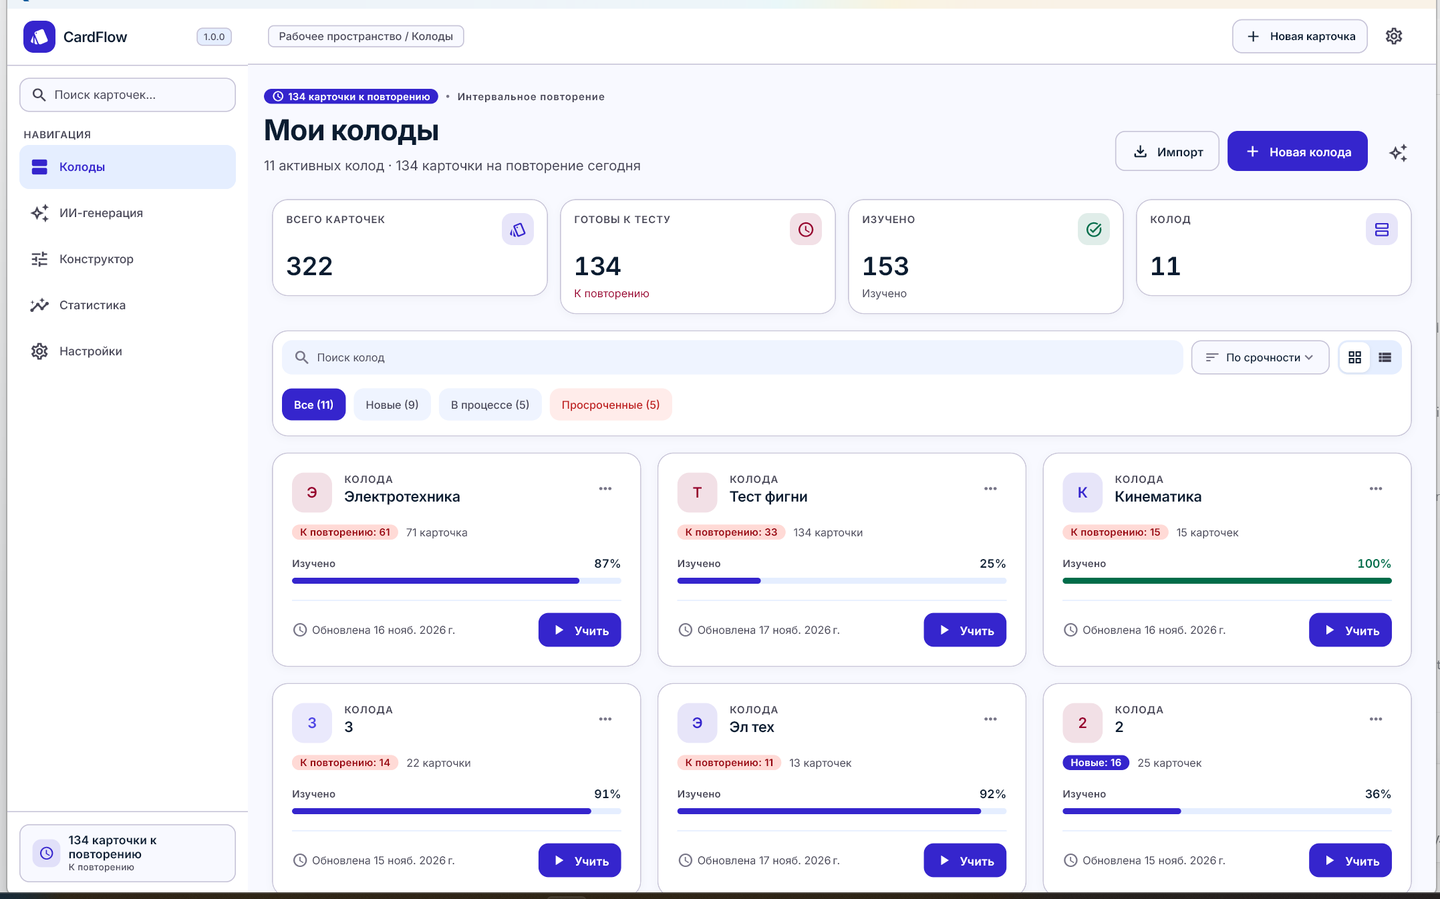 CardFlow
1.0.0
Рабочее пространство / Колоды
Новая карточка
Поиск карточек...
НАВИГАЦИЯ
Колоды
ИИ-генерация
Конструктор
Статистика
Настройки
134 карточки к повторению
К повторению
134 карточки к повторению • Интервальное повторение
Мои колоды
11 активных колод · 134 карточки на повторение сегодня
Импорт
Новая колода
ВСЕГО КАРТОЧЕК
322
ГОТОВЫ К ТЕСТУ
134
К повторению
ИЗУЧЕНО
153
Изучено
КОЛОД
11
Поиск колод
По срочности
Все (11)
Новые (9)
В процессе (5)
Просроченные (5)
Э
КОЛОДА
Электротехника
К повторению: 61 71 карточка
Изучено 87%
Обновлена 16 нояб. 2026 г.
Учить
Т
КОЛОДА
Тест фигни
К повторению: 33 134 карточки
Изучено 25%
Обновлена 17 нояб. 2026 г.
Учить
К
КОЛОДА
Кинематика
К повторению: 15 15 карточек
Изучено 100%
Обновлена 16 нояб. 2026 г.
Учить
3
КОЛОДА
3
К повторению: 14 22 карточки
Изучено 91%
Обновлена 15 нояб. 2026 г.
Учить
Э
КОЛОДА
Эл тех
К повторению: 11 13 карточек
Изучено 92%
Обновлена 17 нояб. 2026 г.
Учить
2
КОЛОДА
2
Новые: 16 25 карточек
Изучено 36%
Обновлена 15 нояб. 2026 г.
Учить